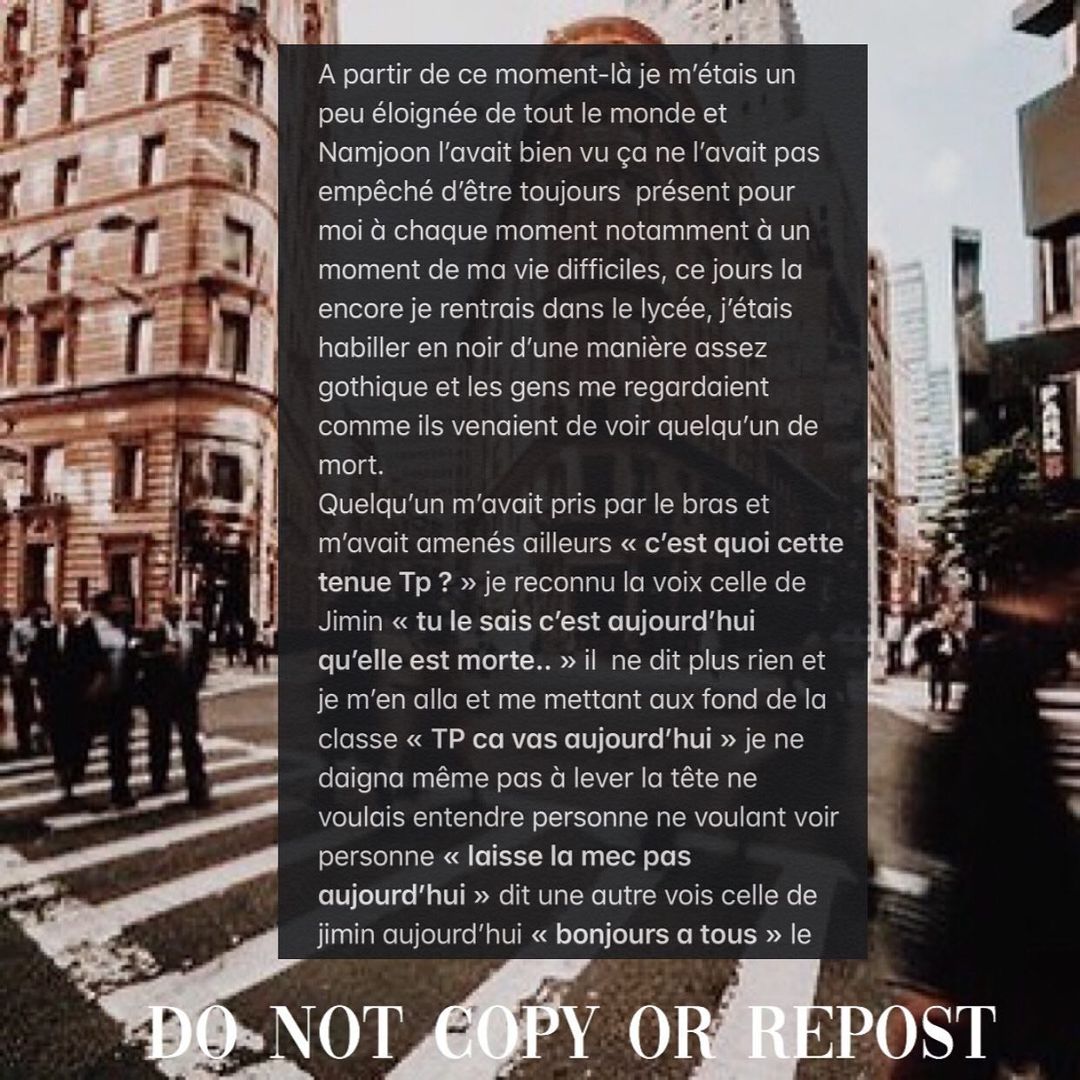 A partir de ce moment-là je m’étais un
peu éloignée de tout le monde et
Namjoon l’avait bien vu ça ne l’avait pas
empêché d’être toujours  présent pour
moi à chaque moment notamment à un
moment de ma vie difficiles, ce jours la
encore je rentrais dans le lycée, j’étais
habiller en noir d’une manière assez
gothique et les gens me regardaient
comme ils venaient de voir quelqu’un de
mort.
Quelqu’un m’avait pris par le bras et
m’avait amenés ailleurs « c’est quoi cette
tenue Tp ? » je reconnu la voix celle de
Jimin « tu le sais c’est aujourd’hui
qu’elle est morte.. » il  ne dit plus rien et
je m’en alla et me mettant aux fond de la
classe « TP ca vas aujourd’hui » je ne
daigna même pas à lever la tête ne
voulais entendre personne ne voulant voir
personne « laisse la mec pas
aujourd’hui » dit une autre vois celle de
jimin aujourd’hui « bonjours a tous » le
DO NOT COPY OR REPOST